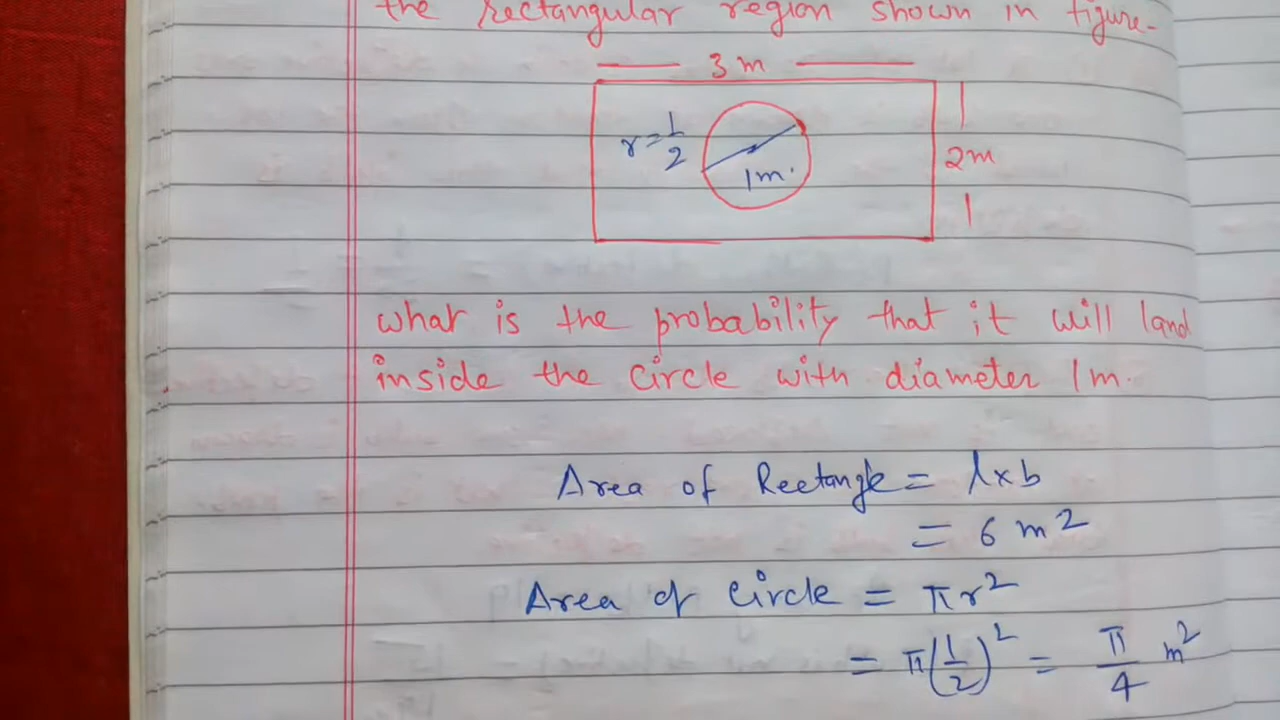 the rectangular region shown in figure-
3 m
r = 1/2
1m.
2m
what is the probability that it will land
inside the circle with diameter 1m.
Area of Rectangle = l×b
= 6 m²
Area of circle = πr²
= π(1/2)² = π/4 m²